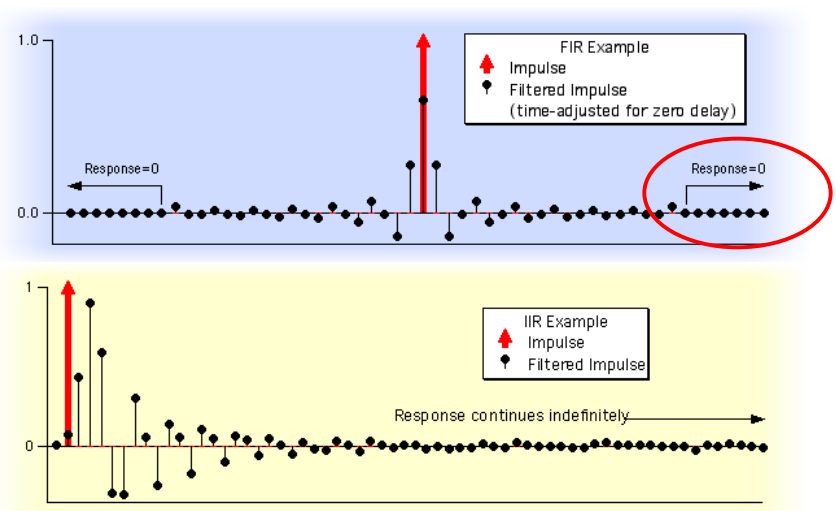 1.0
FIR Example
Impulse
Filtered Impulse
(time-adjusted for zero delay)
Response=0
Response=0
0.0
1
IIR Example
Impulse
Filtered Impulse
Response continues indefinitely
0